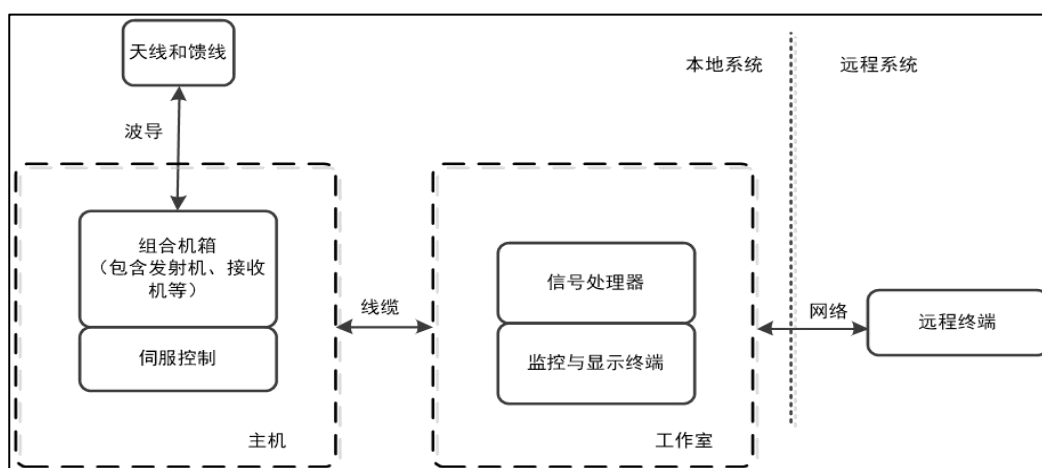 天线和馈线
本地系统
远程系统
波导
组合机箱
（包含发射机、接收
机等）
伺服控制
主机
线缆
信号处理器
监控与显示终端
工作室
网络
远程终端